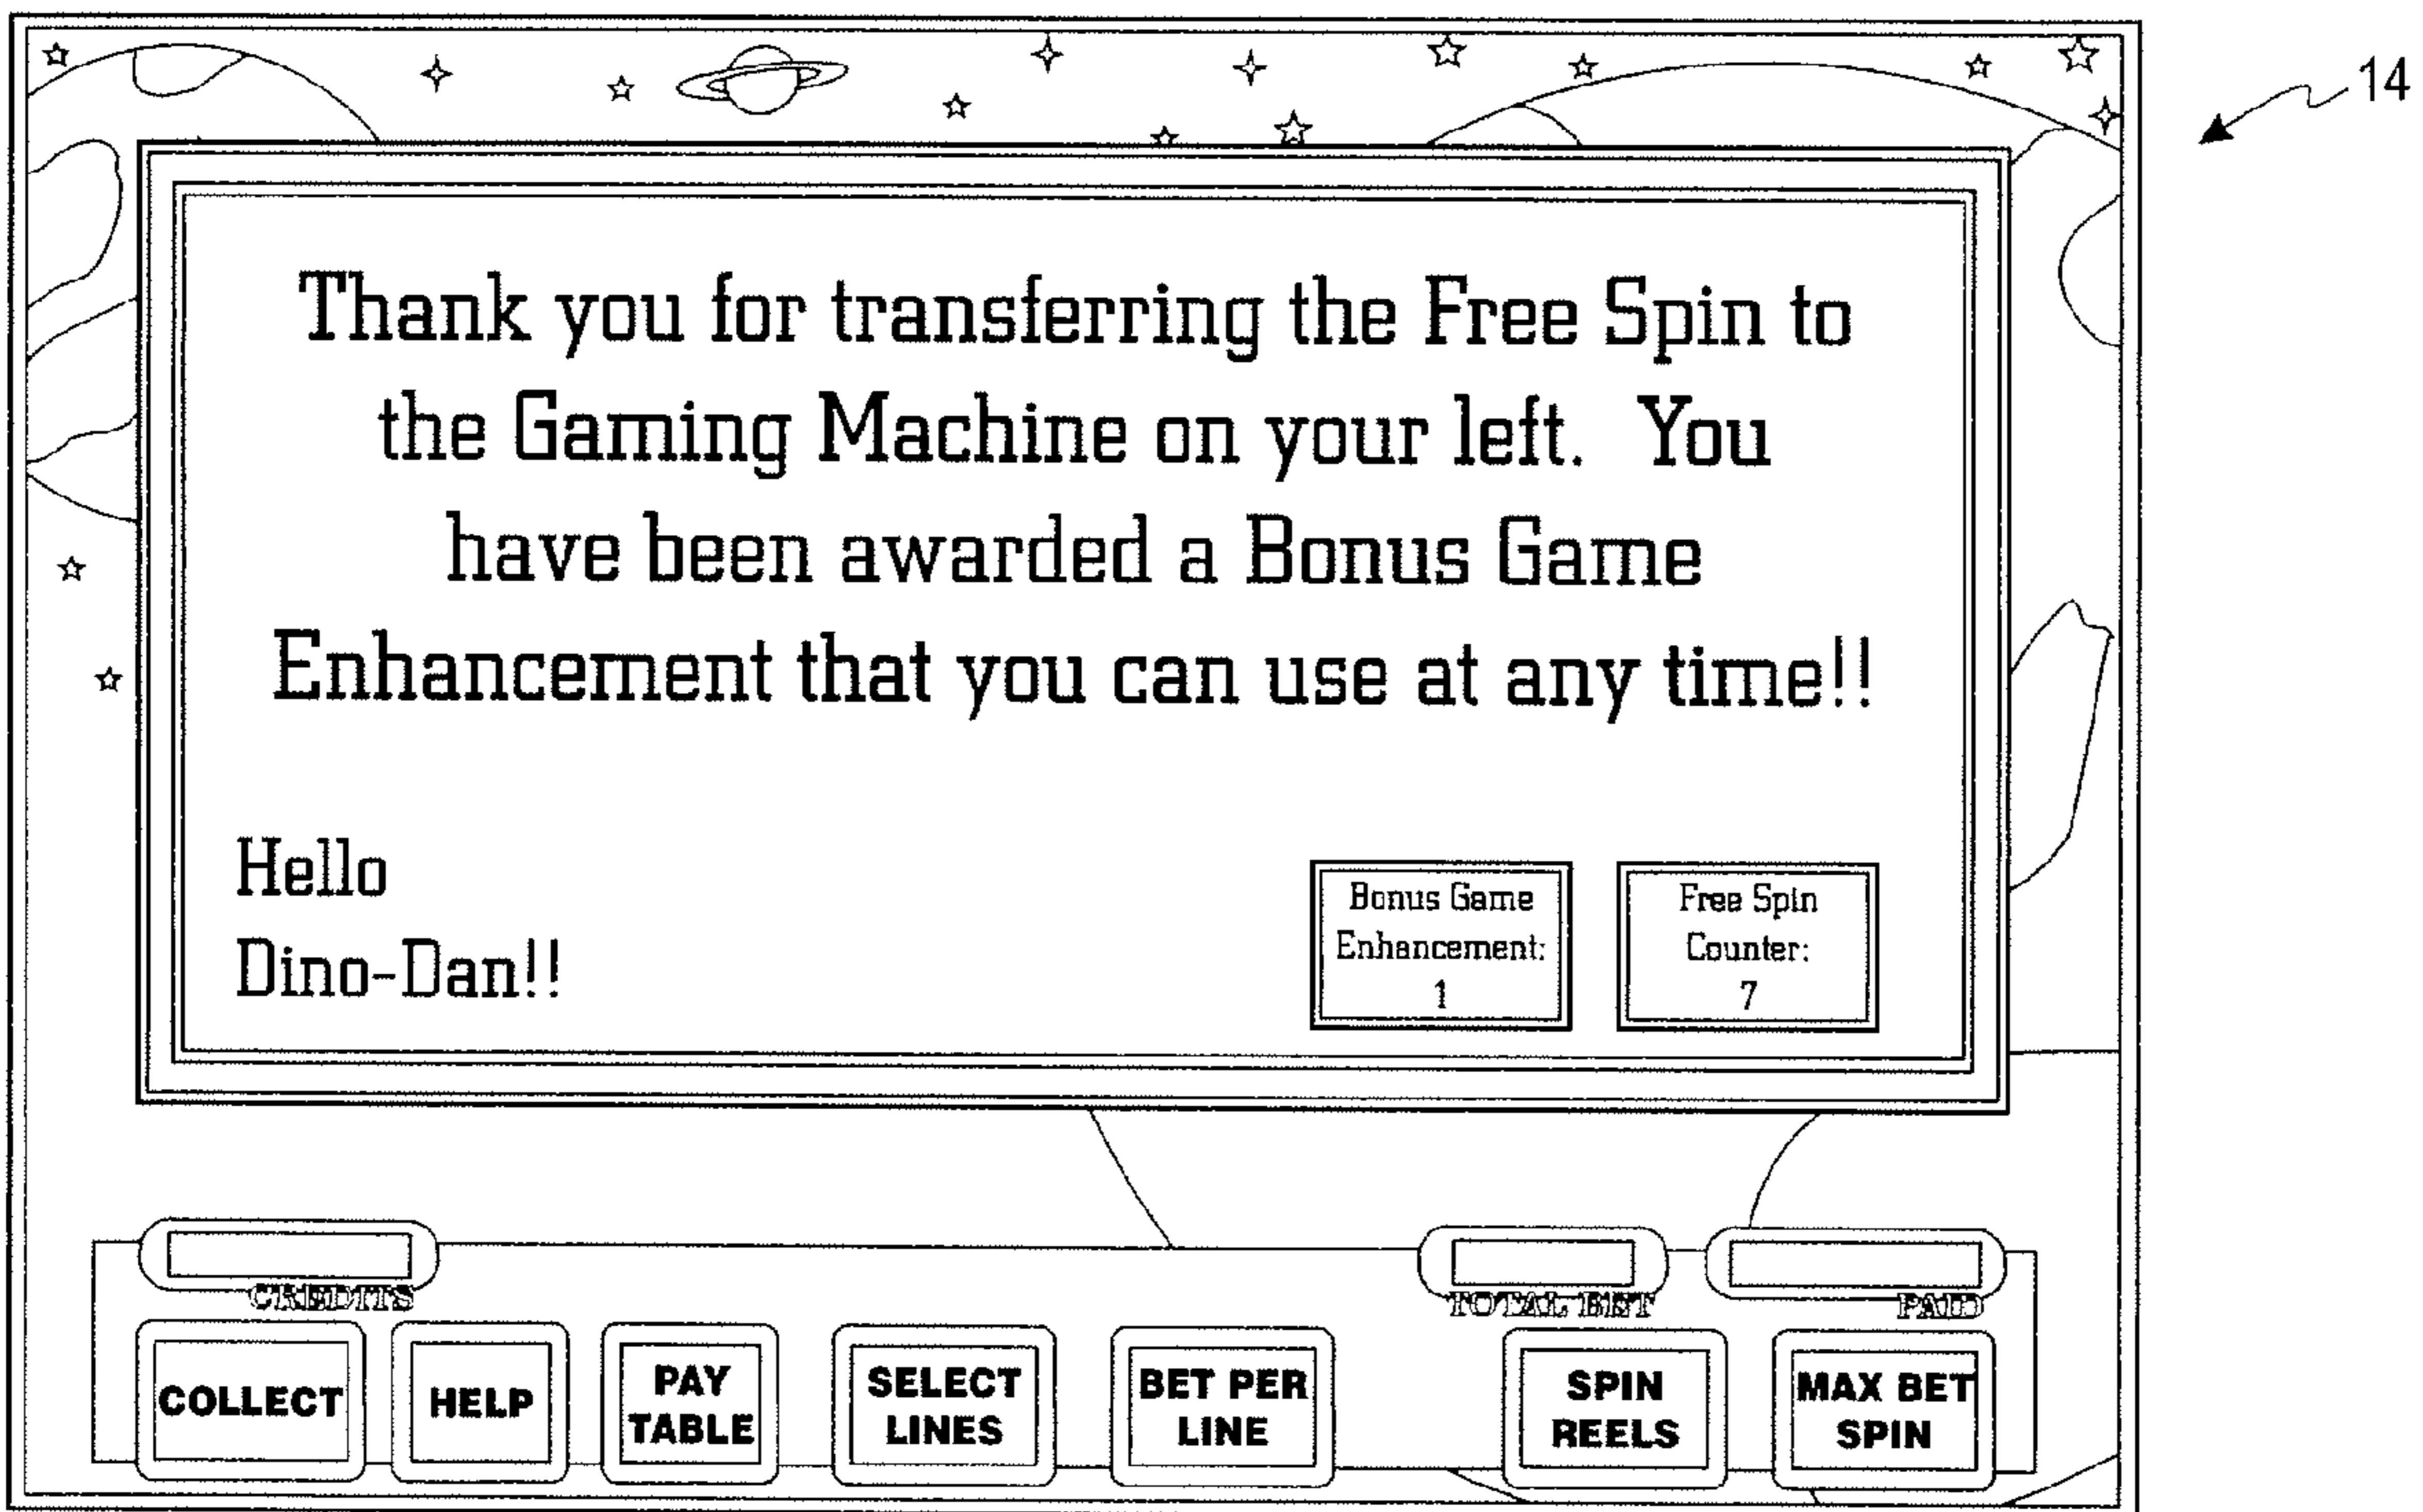 14
Thank you for transferring the Free Spin to
the Gaming Machine on your left. You
have been awarded a Bonus Game
Enhancement that you can use at any time!!
Hello
Dino-Dan!!
Bonus Game
Enhancement:
1
Free Spin
Counter:
7
CREDITS
TOTAL BET
PAID
COLLECT
HELP
PAY
TABLE
SELECT
LINES
BET PER
LINE
SPIN
REELS
MAX BET
SPIN